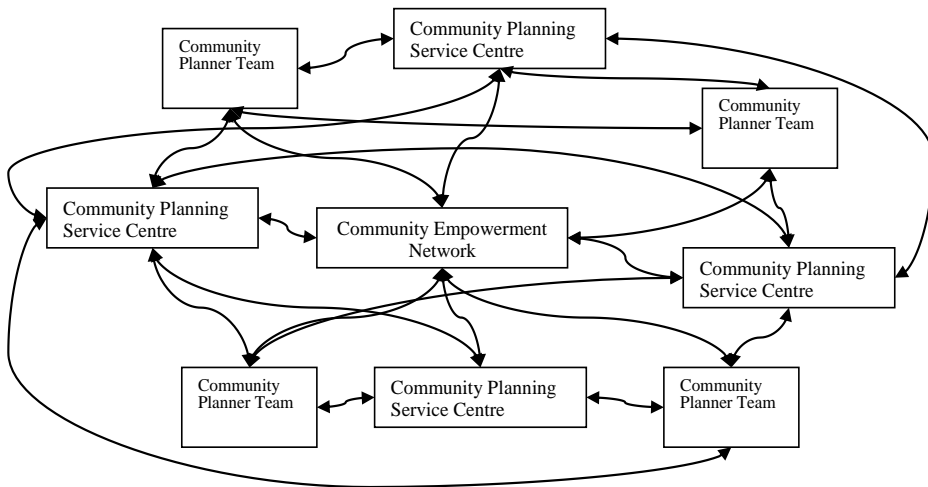 Community Planning
Service Centre
Community
Planner Team
Community
Planner Team
Community Planning
Service Centre
Community Empowerment
Network
Community Planning
Service Centre
Community
Planner Team
Community Planning
Service Centre
Community
Planner Team